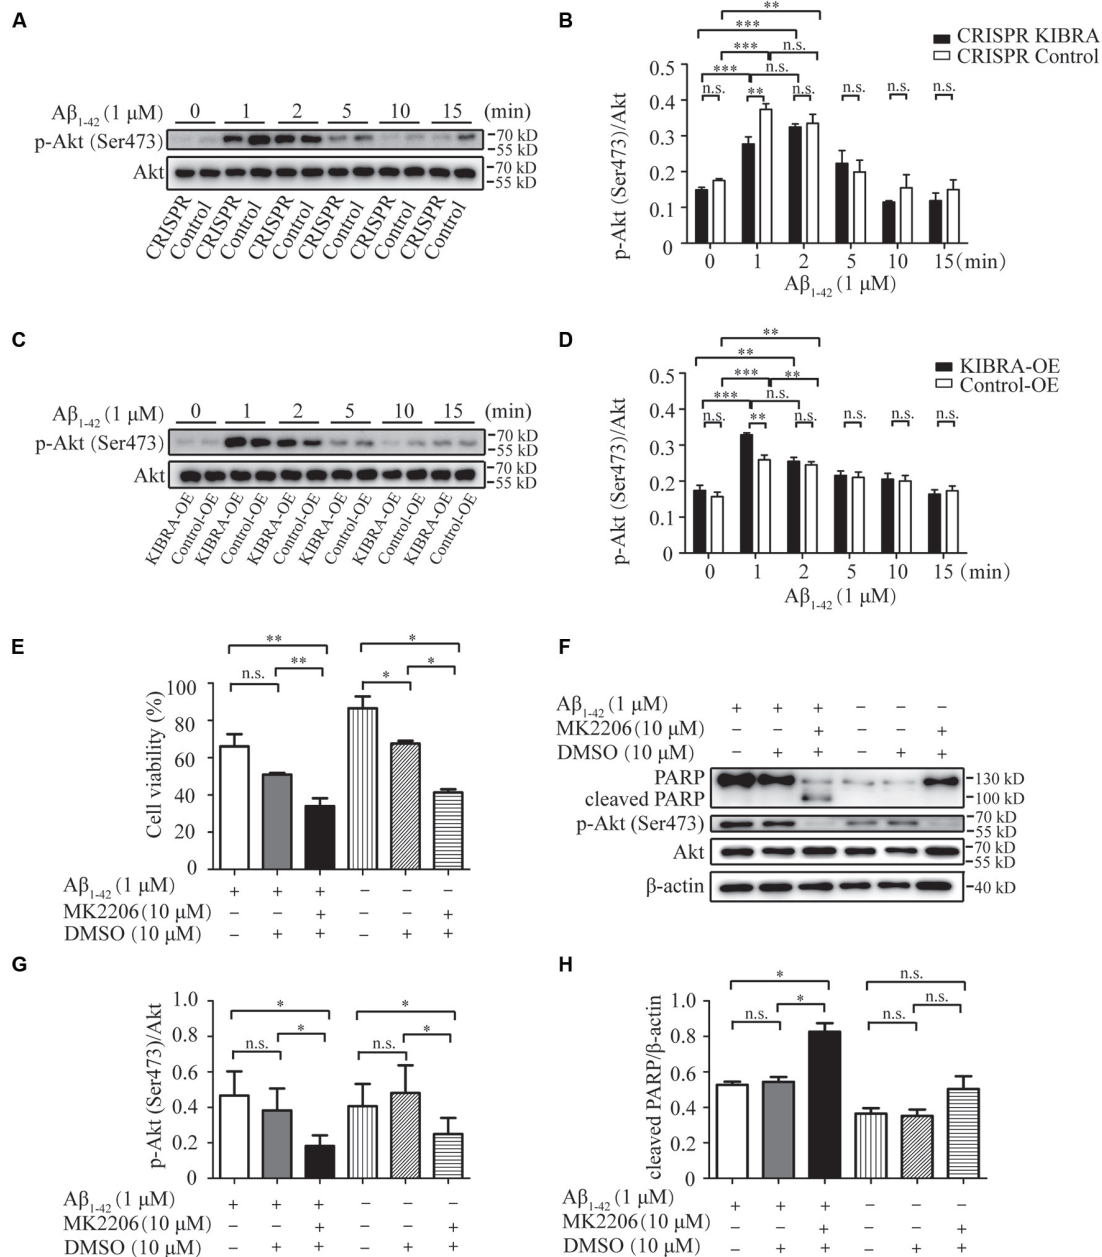 A
Aβ1-42 (1 μM) 0 1 2 5 10 15 (min)
p-Akt (Ser473) 70 kD
55 kD
Akt 70 kD
55 kD
CRISPR Control CRISPR Control CRISPR Control CRISPR Control CRISPR Control CRISPR Control
B
**
***
*** n.s.
*** n.s.
n.s. ** n.s. n.s. n.s. n.s.
CRISPR KIBRA
CRISPR Control
p-Akt (Ser473)/Akt
0.5
0.4
0.3
0.2
0.1
0
0 1 2 5 10 15 (min)
Aβ1-42 (1 μM)
C
Aβ1-42 (1 μM) 0 1 2 5 10 15 (min)
p-Akt (Ser473) 70 kD
55 kD
Akt 70 kD
55 kD
KIBRA-OE Control-OE KIBRA-OE Control-OE KIBRA-OE Control-OE KIBRA-OE Control-OE KIBRA-OE Control-OE KIBRA-OE Control-OE
D
**
**
*** **
*** n.s.
n.s. ** n.s. n.s. n.s. n.s.
KIBRA-OE
Control-OE
p-Akt (Ser473)/Akt
0.5
0.4
0.3
0.2
0.1
0
0 1 2 5 10 15 (min)
Aβ1-42 (1 μM)
E
** *
n.s. ** * *
Cell viability (%)
100
80
60
40
20
0
Aβ1-42 (1 μM) + + + − − −
MK2206 (10 μM) − − + − − +
DMSO (10 μM) − + + − + +
F
Aβ1-42 (1 μM) + + + − − −
MK2206 (10 μM) − − + − − +
DMSO (10 μM) − + + − + +
PARP 130 kD
cleaved PARP 100 kD
p-Akt (Ser473) 70 kD
55 kD
Akt 70 kD
55 kD
β-actin 40 kD
G
* *
n.s. * n.s. *
p-Akt (Ser473)/Akt
1.0
0.8
0.6
0.4
0.2
0
Aβ1-42 (1 μM) + + + − − −
MK2206 (10 μM) − − + − − +
DMSO (10 μM) − + + − + +
H
* n.s.
n.s. * n.s. n.s.
cleaved PARP/β-actin
1.0
0.8
0.6
0.4
0.2
0
Aβ1-42 (1 μM) + + + − − −
MK2206 (10 μM) − − + − − +
DMSO (10 μM) − + + − + +